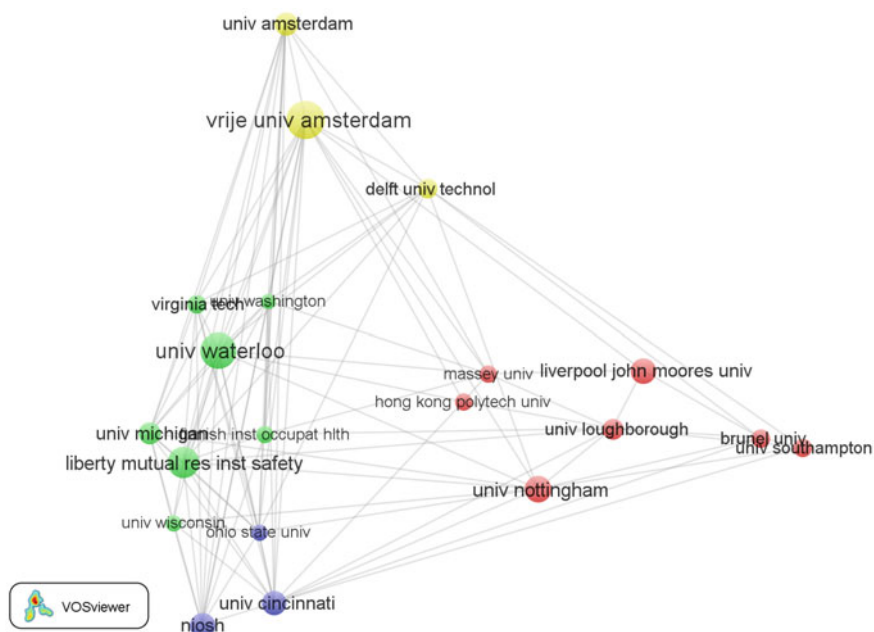 univ amsterdam
vrije univ amsterdam
delft univ technol
virginia tech
univ washington
univ waterloo
massey univ
liverpool john moores univ
hong kong polytech univ
univ michigan
finnish inst occupat hlth
univ loughborough
brunel univ
univ southampton
liberty mutual res inst safety
univ nottingham
univ wisconsin
ohio state univ
univ cincinnati
niosh
VOSviewer